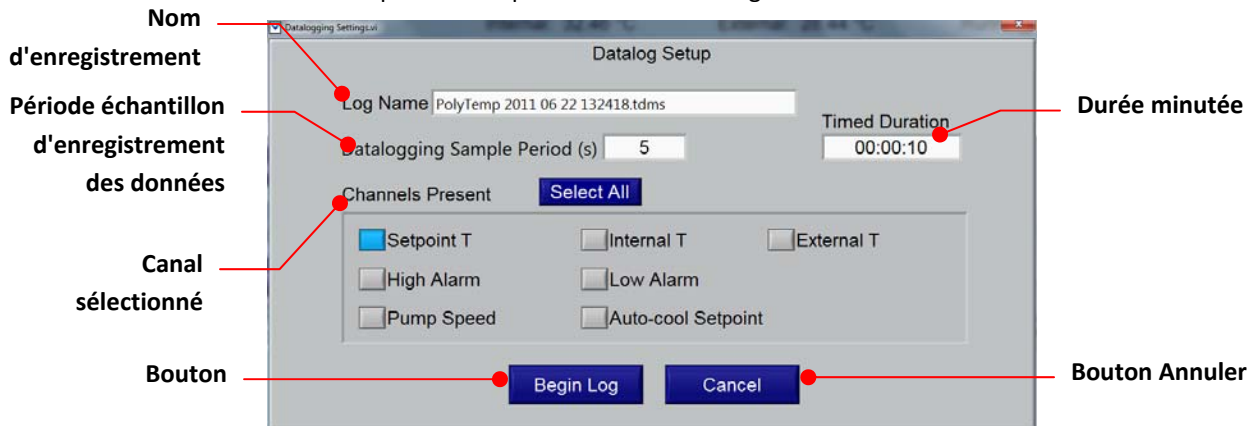 Nom
d'enregistrement
Période échantillon
d'enregistrement
des données
Canal
sélectionné
Bouton
Datalogging Settings.vi
Datalog Setup
Log Name PolyTemp 2011 06 22 132418.tdms
Timed Duration
Datalogging Sample Period (s) 5 00:00:10
Channels Present Select All
Setpoint T Internal T External T
High Alarm Low Alarm
Pump Speed Auto-cool Setpoint
Begin Log Cancel
Durée minutée
Bouton Annuler